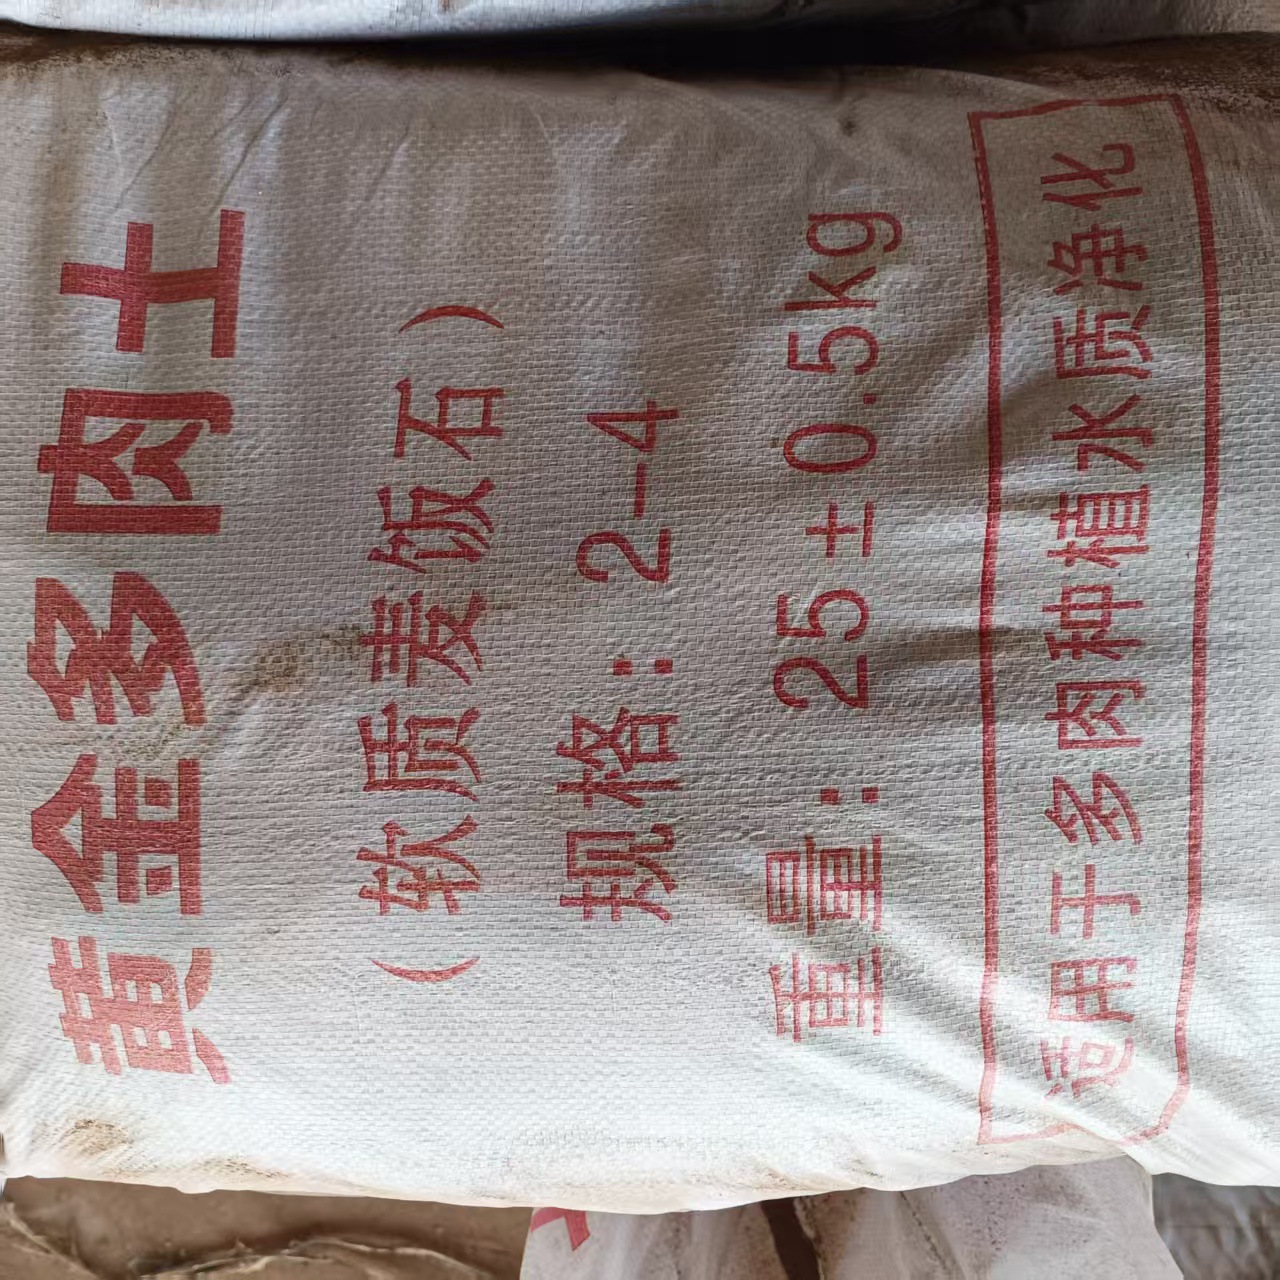 黄金多肉土
（软质麦饭石）
规格：2—4
重量：25±0.5kg
适用于多肉种植水质净化